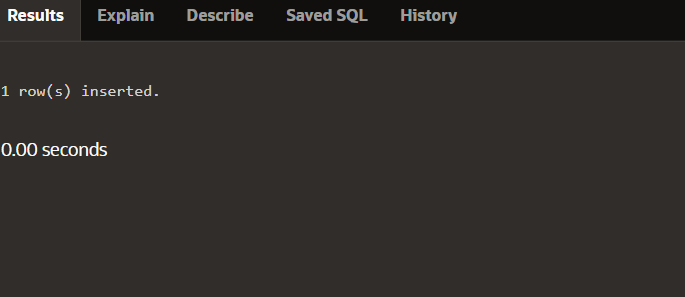 Results Explain Describe Saved SQL History
1 row(s) inserted.
0.00 seconds